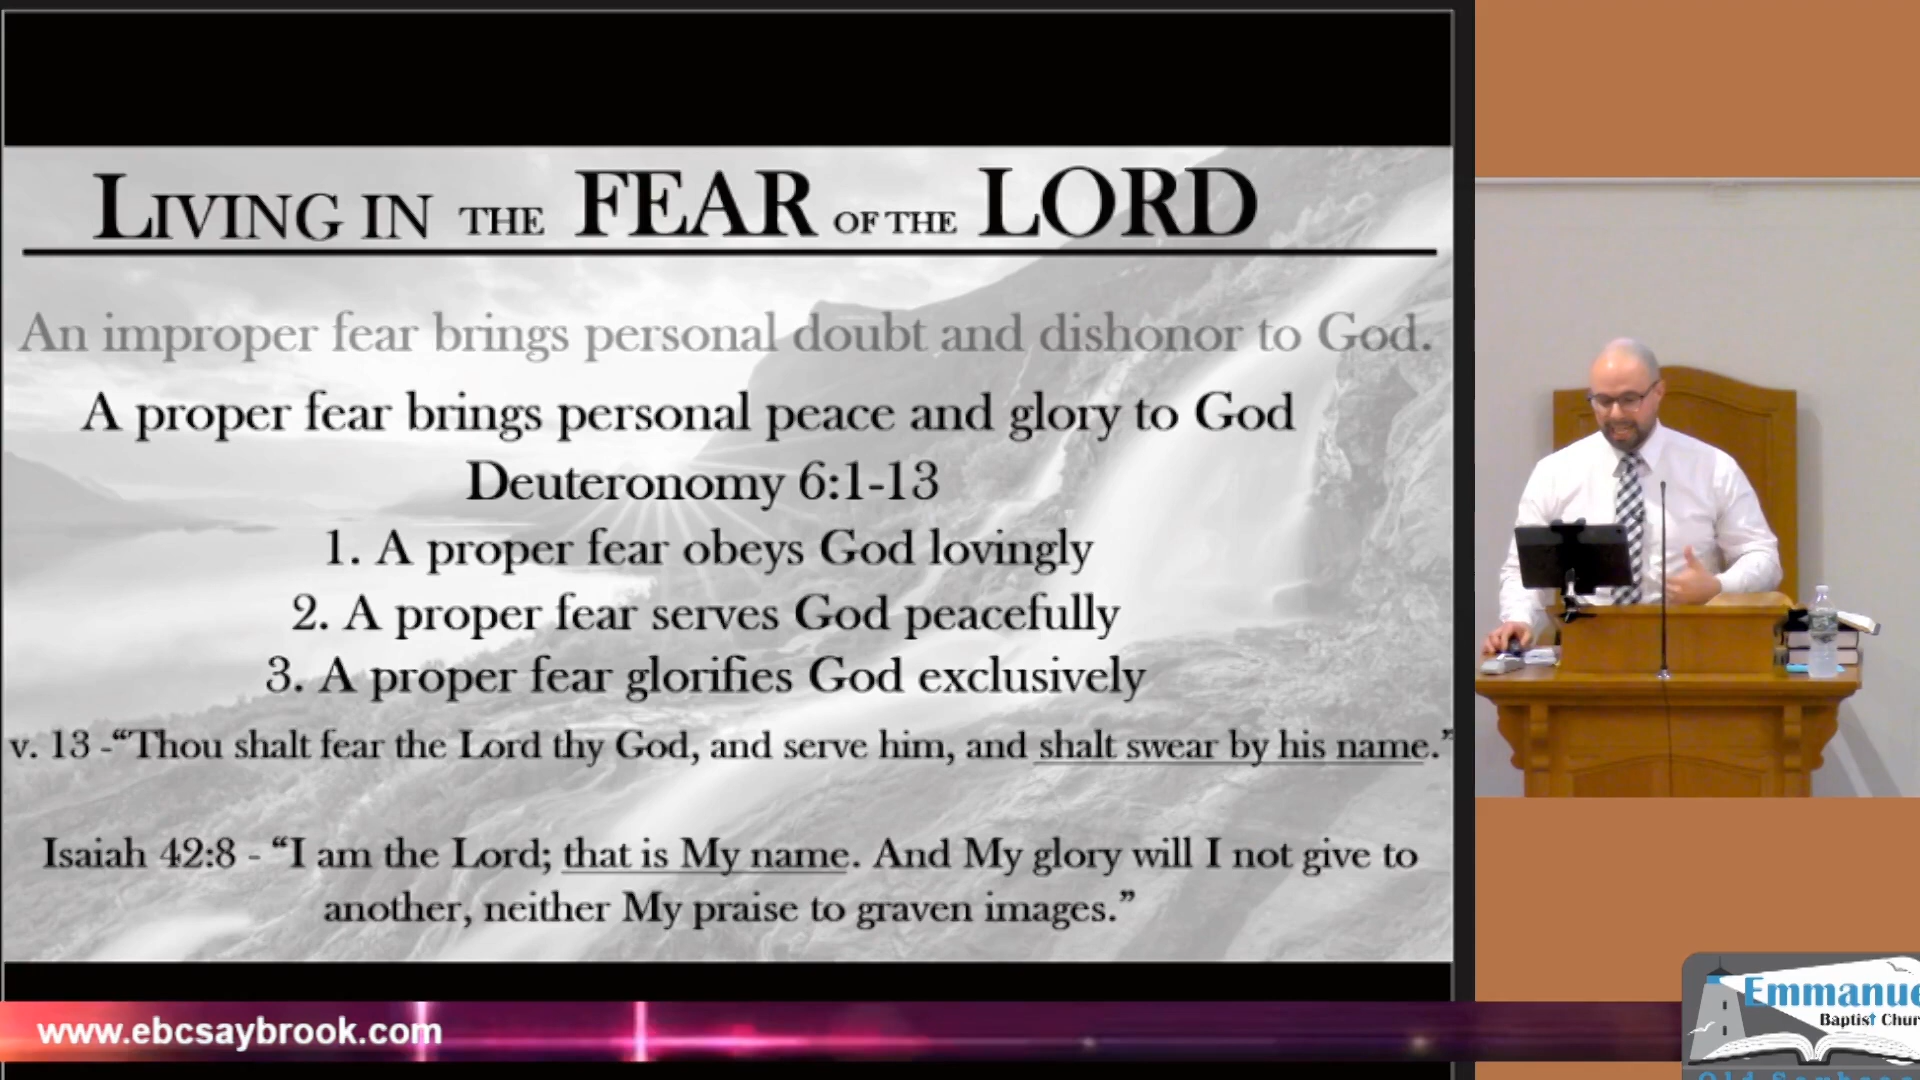 LIVING IN THE FEAR OF THE LORD
An improper fear brings personal doubt and dishonor to God.
A proper fear brings personal peace and glory to God
Deuteronomy 6:1-13
1. A proper fear obeys God lovingly
2. A proper fear serves God peacefully
3. A proper fear glorifies God exclusively
v. 13 -“Thou shalt fear the Lord thy God, and serve him, and shalt swear by his name.”
Isaiah 42:8 - “I am the Lord; that is My name. And My glory will I not give to
another, neither My praise to graven images.”
www.ebcsaybrook.com
Emmanue
Baptist Chur